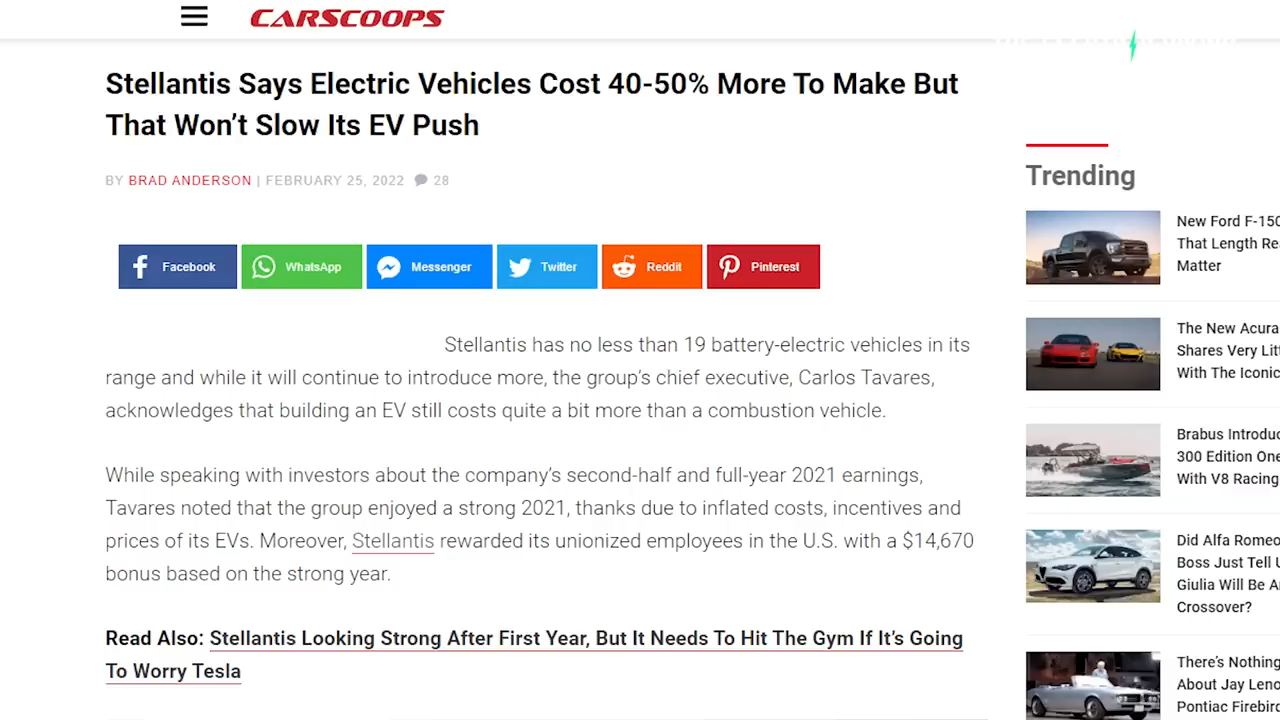 CARSCOOPS
Stellantis Says Electric Vehicles Cost 40-50% More To Make But
That Won't Slow Its EV Push
BY BRAD ANDERSON | FEBRUARY 25, 2022 28
Facebook
WhatsApp
Messenger
Twitter
Reddit
Pinterest
Stellantis has no less than 19 battery-electric vehicles in its
range and while it will continue to introduce more, the group's chief executive, Carlos Tavares,
acknowledges that building an EV still costs quite a bit more than a combustion vehicle.
While speaking with investors about the company's second-half and full-year 2021 earnings,
Tavares noted that the group enjoyed a strong 2021, thanks due to inflated costs, incentives and
prices of its EVs. Moreover, Stellantis rewarded its unionized employees in the U.S. with a $14,670
bonus based on the strong year.
Read Also: Stellantis Looking Strong After First Year, But It Needs To Hit The Gym If It's Going
To Worry Tesla
Trending
New Ford F-150
That Length Re
Matter
The New Acura
Shares Very Lit
With The Iconic
Brabus Introduc
300 Edition One
With V8 Racing
Did Alfa Romeo
Boss Just Tell U
Giulia Will Be A
Crossover?
There's Nothing
About Jay Leno
Pontiac Firebird